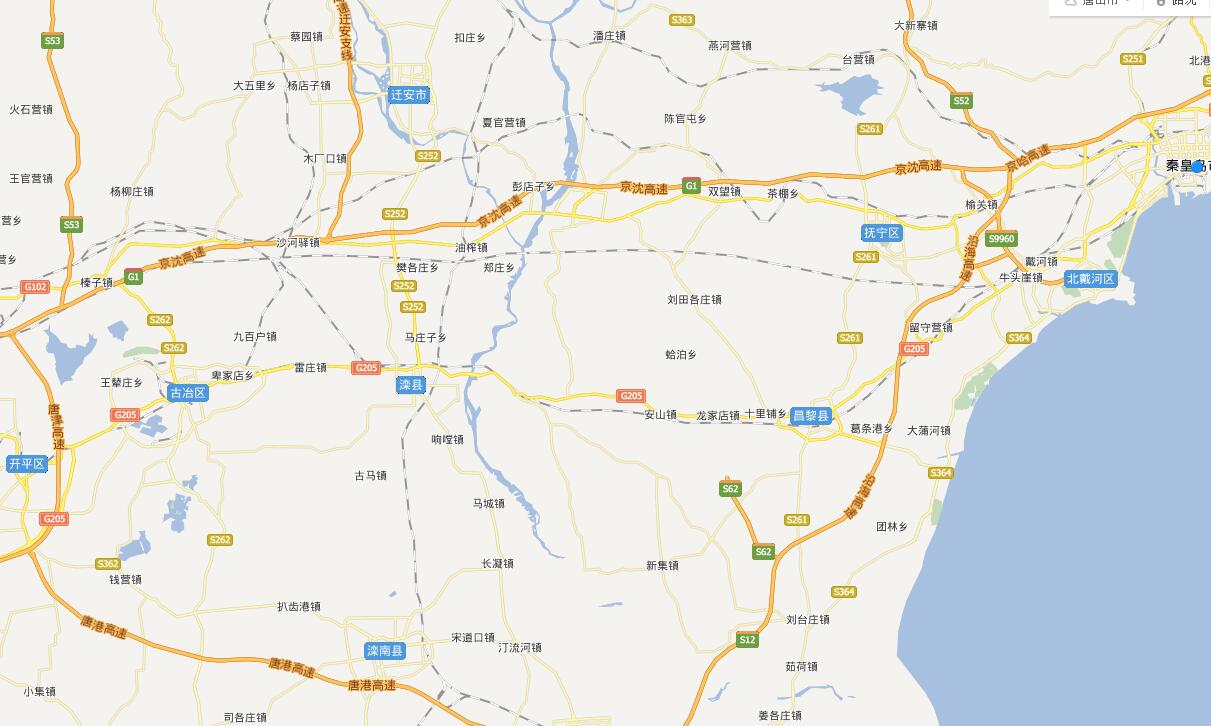 唐山市
路况
S363
大新寨镇
潘庄镇
扣庄乡
蔡园镇
高速迁安支线
S53
燕河营镇
台营镇
S251
北港
大五里乡
杨店子镇
迁安市
S52
火石营镇
夏官营镇
陈官屯乡
S261
木厂口镇
S252
京沈高速
京哈高速
秦皇岛市
王官营镇
杨柳庄镇
彭店子乡
京沈高速
G1
双望镇
茶棚乡
榆关镇
营乡
S53
S252
京沈高速
抚宁区
S9960
沙河驿镇
油榨镇
沿海高速
营乡
京沈高速
S261
戴河镇
G1
樊各庄乡
郑庄乡
牛头崖镇
北戴河区
榛子镇
G102
S252
刘田各庄镇
S252
S262
留守营镇
九百户镇
马庄子乡
S261
S364
S262
G205
蛤泊乡
雷庄镇
G205
卑家店乡
王辇庄乡
滦县
古冶区
G205
唐津高速
G205
安山镇
龙家店镇
十里铺乡
昌黎县
葛条港乡
大蒲河镇
响嘡镇
开平区
古马镇
S364
沿海高速
S62
马城镇
G205
S261
团林乡
S262
S62
S362
长凝镇
新集镇
钱营镇
S364
扒齿港镇
刘台庄镇
唐港高速
宋道口镇
S12
汀流河镇
滦南县
唐港高速
茹荷镇
唐港高速
小集镇
司各庄镇
姜各庄镇